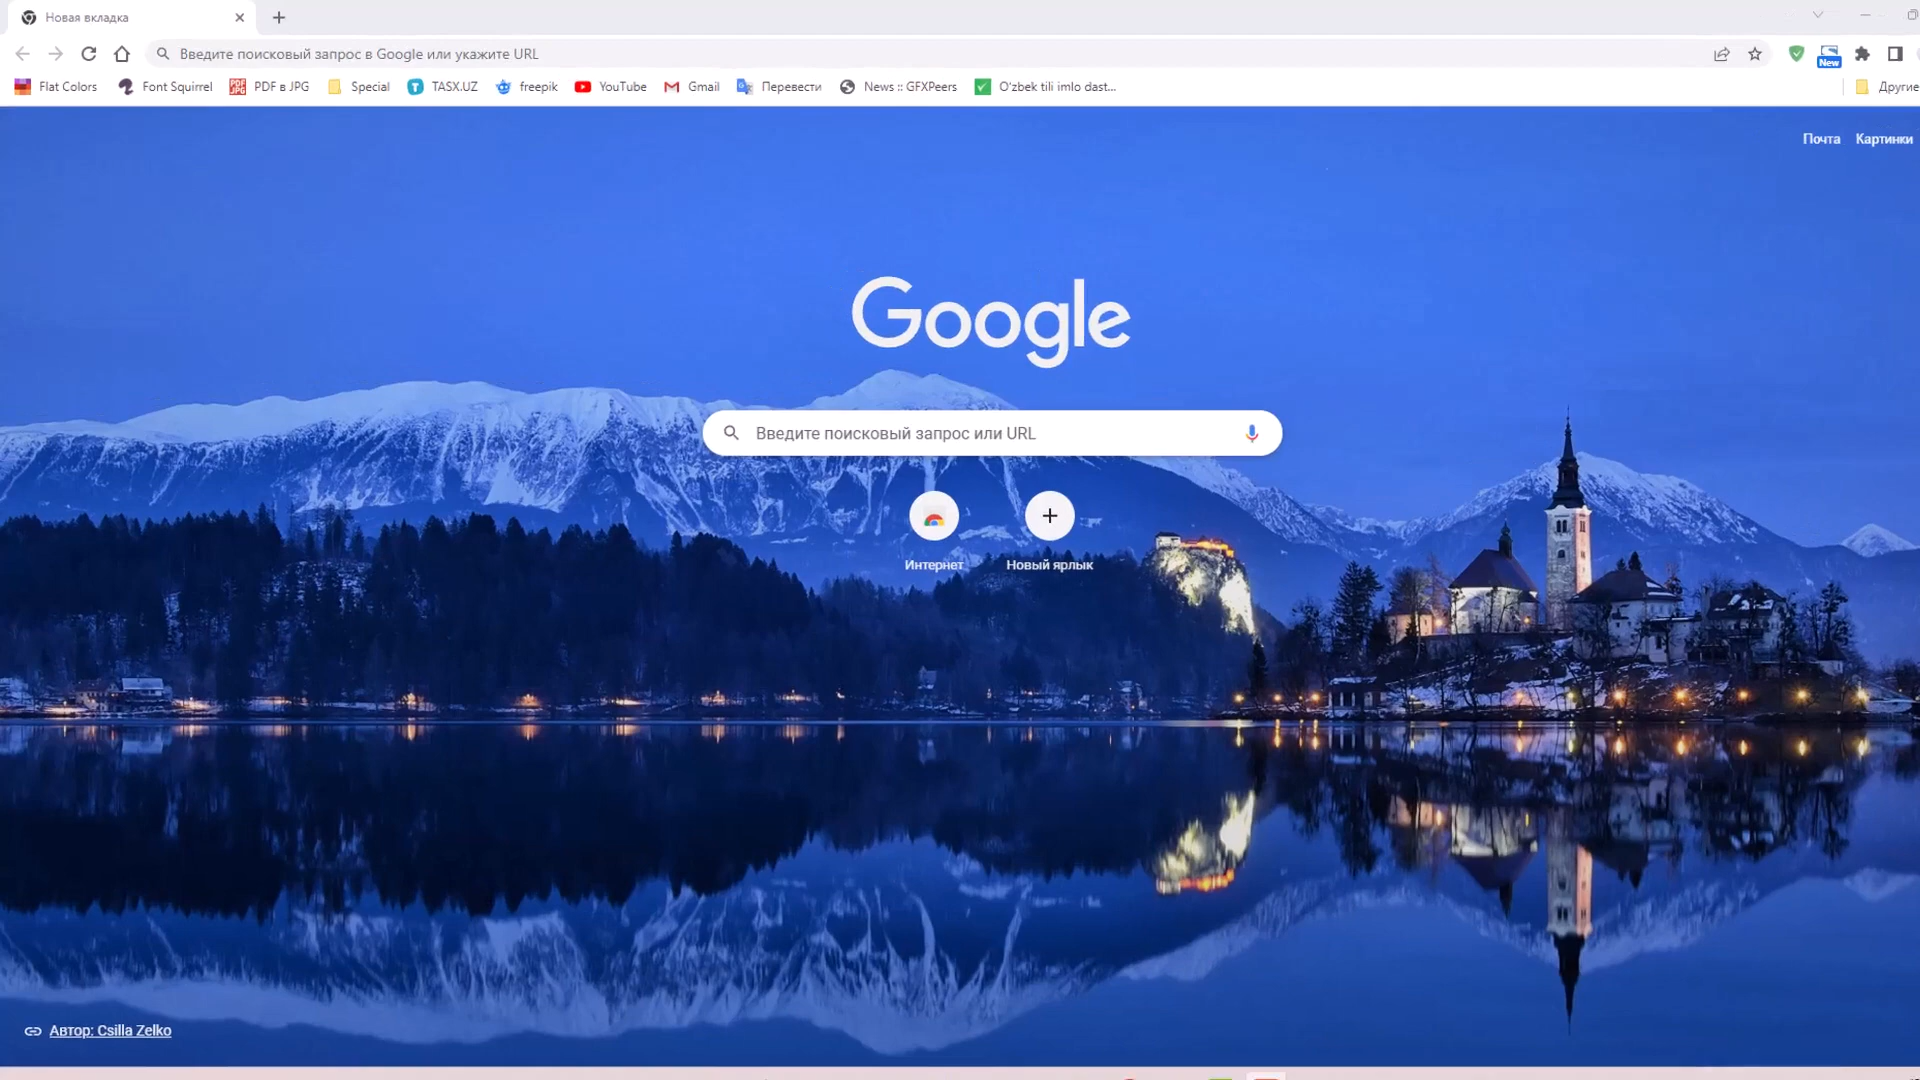 Новая вкладка
Введите поисковый запрос в Google или укажите URL
New
Flat Colors Font Squirrel PDF в JPG Special TASX.UZ freepik YouTube Gmail Перевести News :: GFXPeers O'zbek tili imlo dast... Другие
Почта Картинки
Google
Введите поисковый запрос или URL
Интернет Новый ярлык
Автор: Csilla Zelko